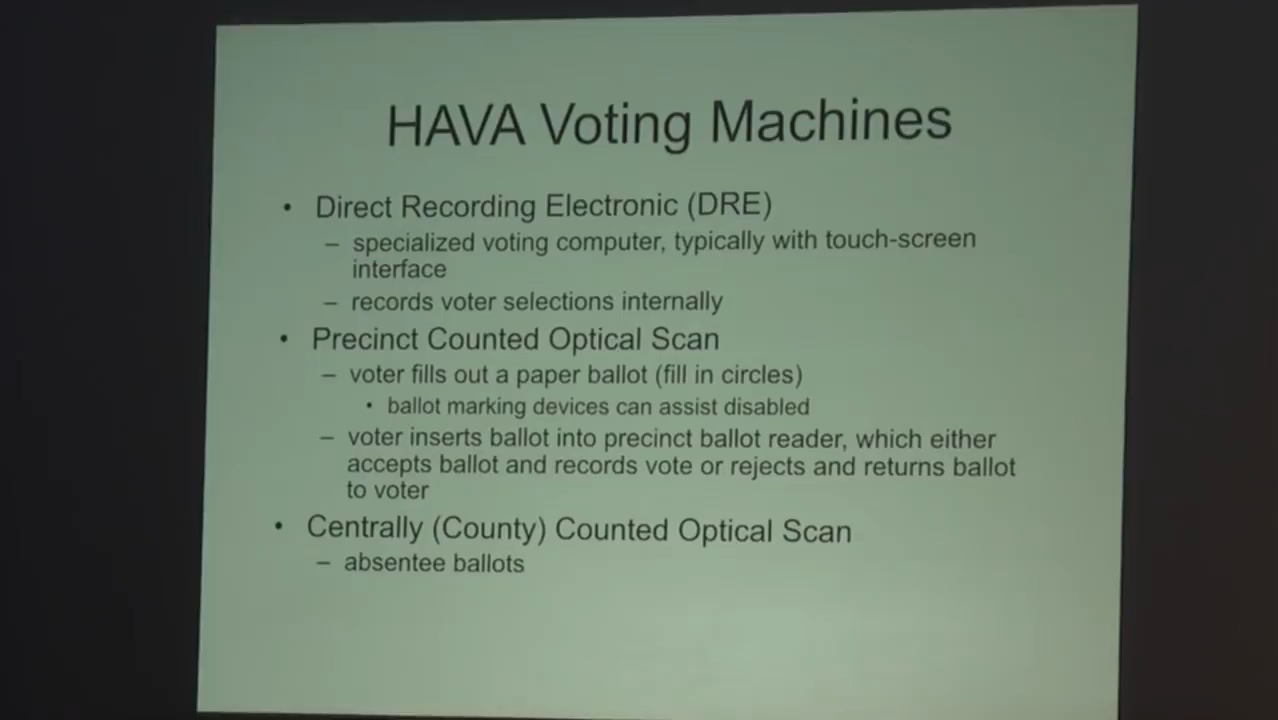 HAVA Voting Machines
• Direct Recording Electronic (DRE)
– specialized voting computer, typically with touch-screen
interface
– records voter selections internally
• Precinct Counted Optical Scan
– voter fills out a paper ballot (fill in circles)
• ballot marking devices can assist disabled
– voter inserts ballot into precinct ballot reader, which either
accepts ballot and records vote or rejects and returns ballot
to voter
• Centrally (County) Counted Optical Scan
– absentee ballots